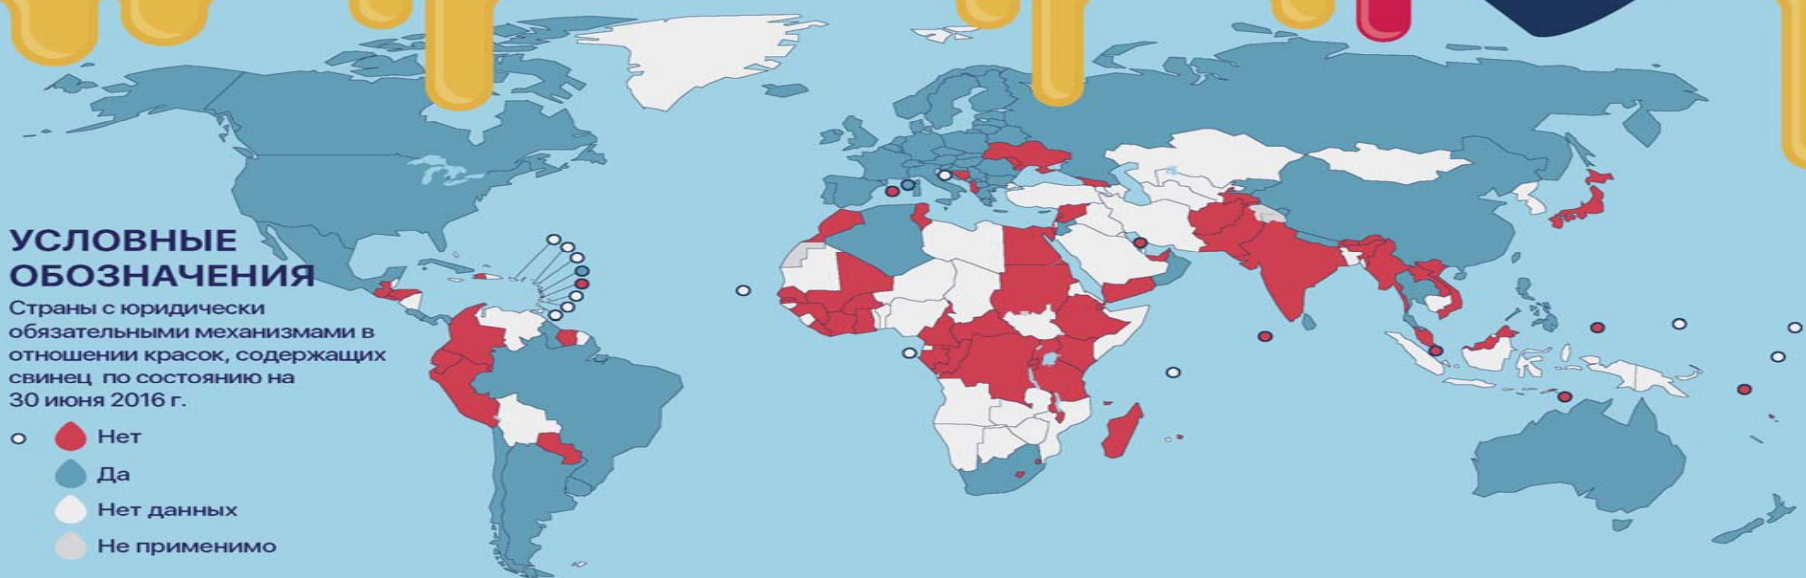 УСЛОВНЫЕ
ОБОЗНАЧЕНИЯ
Страны с юридически
обязательными механизмами в
отношении красок, содержащих
свинец по состоянию на
30 июня 2016 г.
Нет
Да
Нет данных
Не применимо